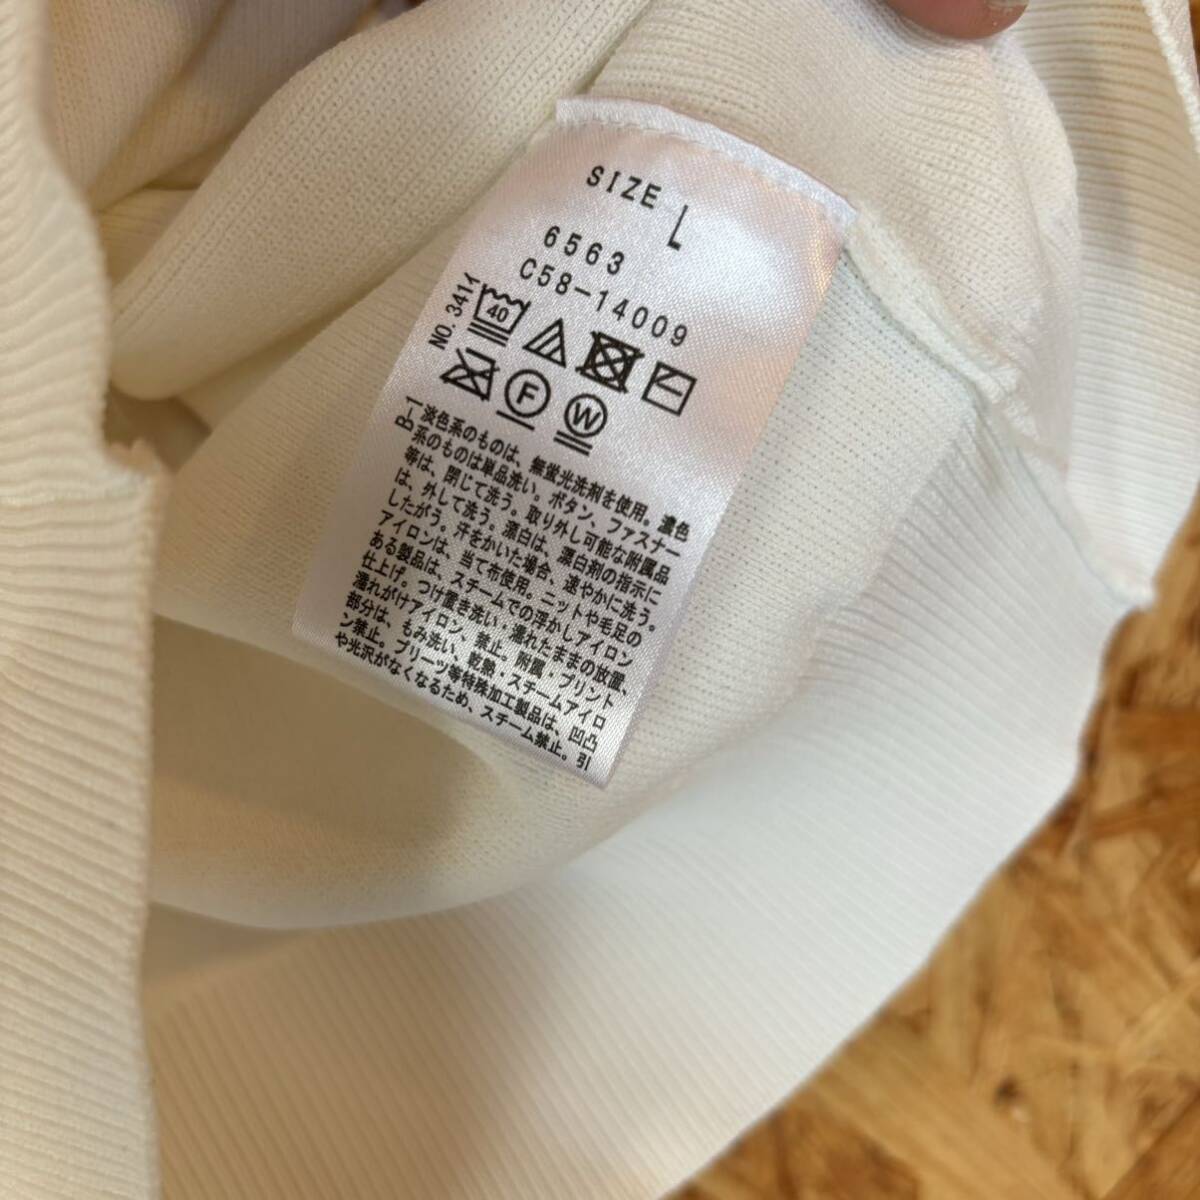 SIZE L
6563
C58-14009
NO. 341イ
40
F
W
B-1
淡色系のものは、無蛍光洗剤を使用。濃色
系のものは単品洗い。ボタン、ファスナー
等は、閉じて洗う。取り外し可能な附属品
は、外して洗う。漂白は、漂白剤の指示に
したがう。汗をかいた場合、速やかに洗う。
アイロンは、当て布使用。ニットや毛足の
ある製品は、スチームでの浮かしアイロン
仕上げ。つけ置き洗い・濡れたままの放置、
濡れがけアイロン、禁止。附属・プリント
部分は、もみ洗い、乾熱・スチームアイロ
ン禁止。プリーツ等特殊加工製品は、凹凸
や光沢がなくなるため、スチーム禁止。引